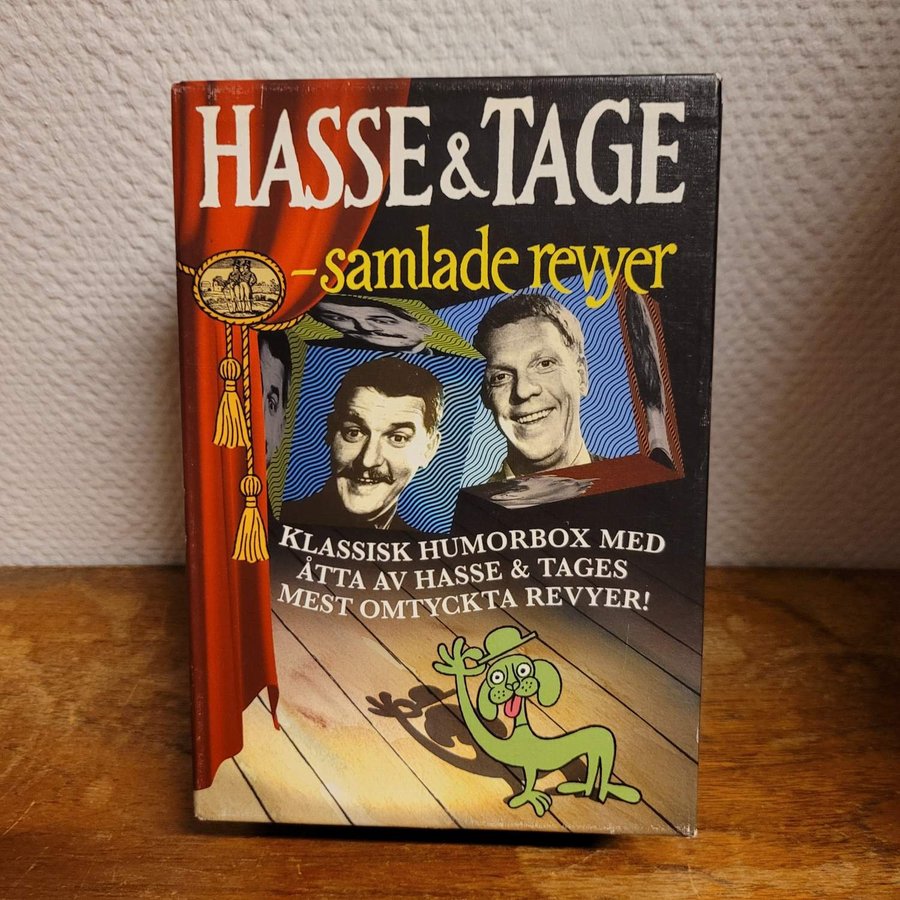 HASSE & TAGE
– samlade revyer
KLASSISK HUMORBOX MED
ÅTTA AV HASSE & TAGES
MEST OMTYCKTA REVYER!